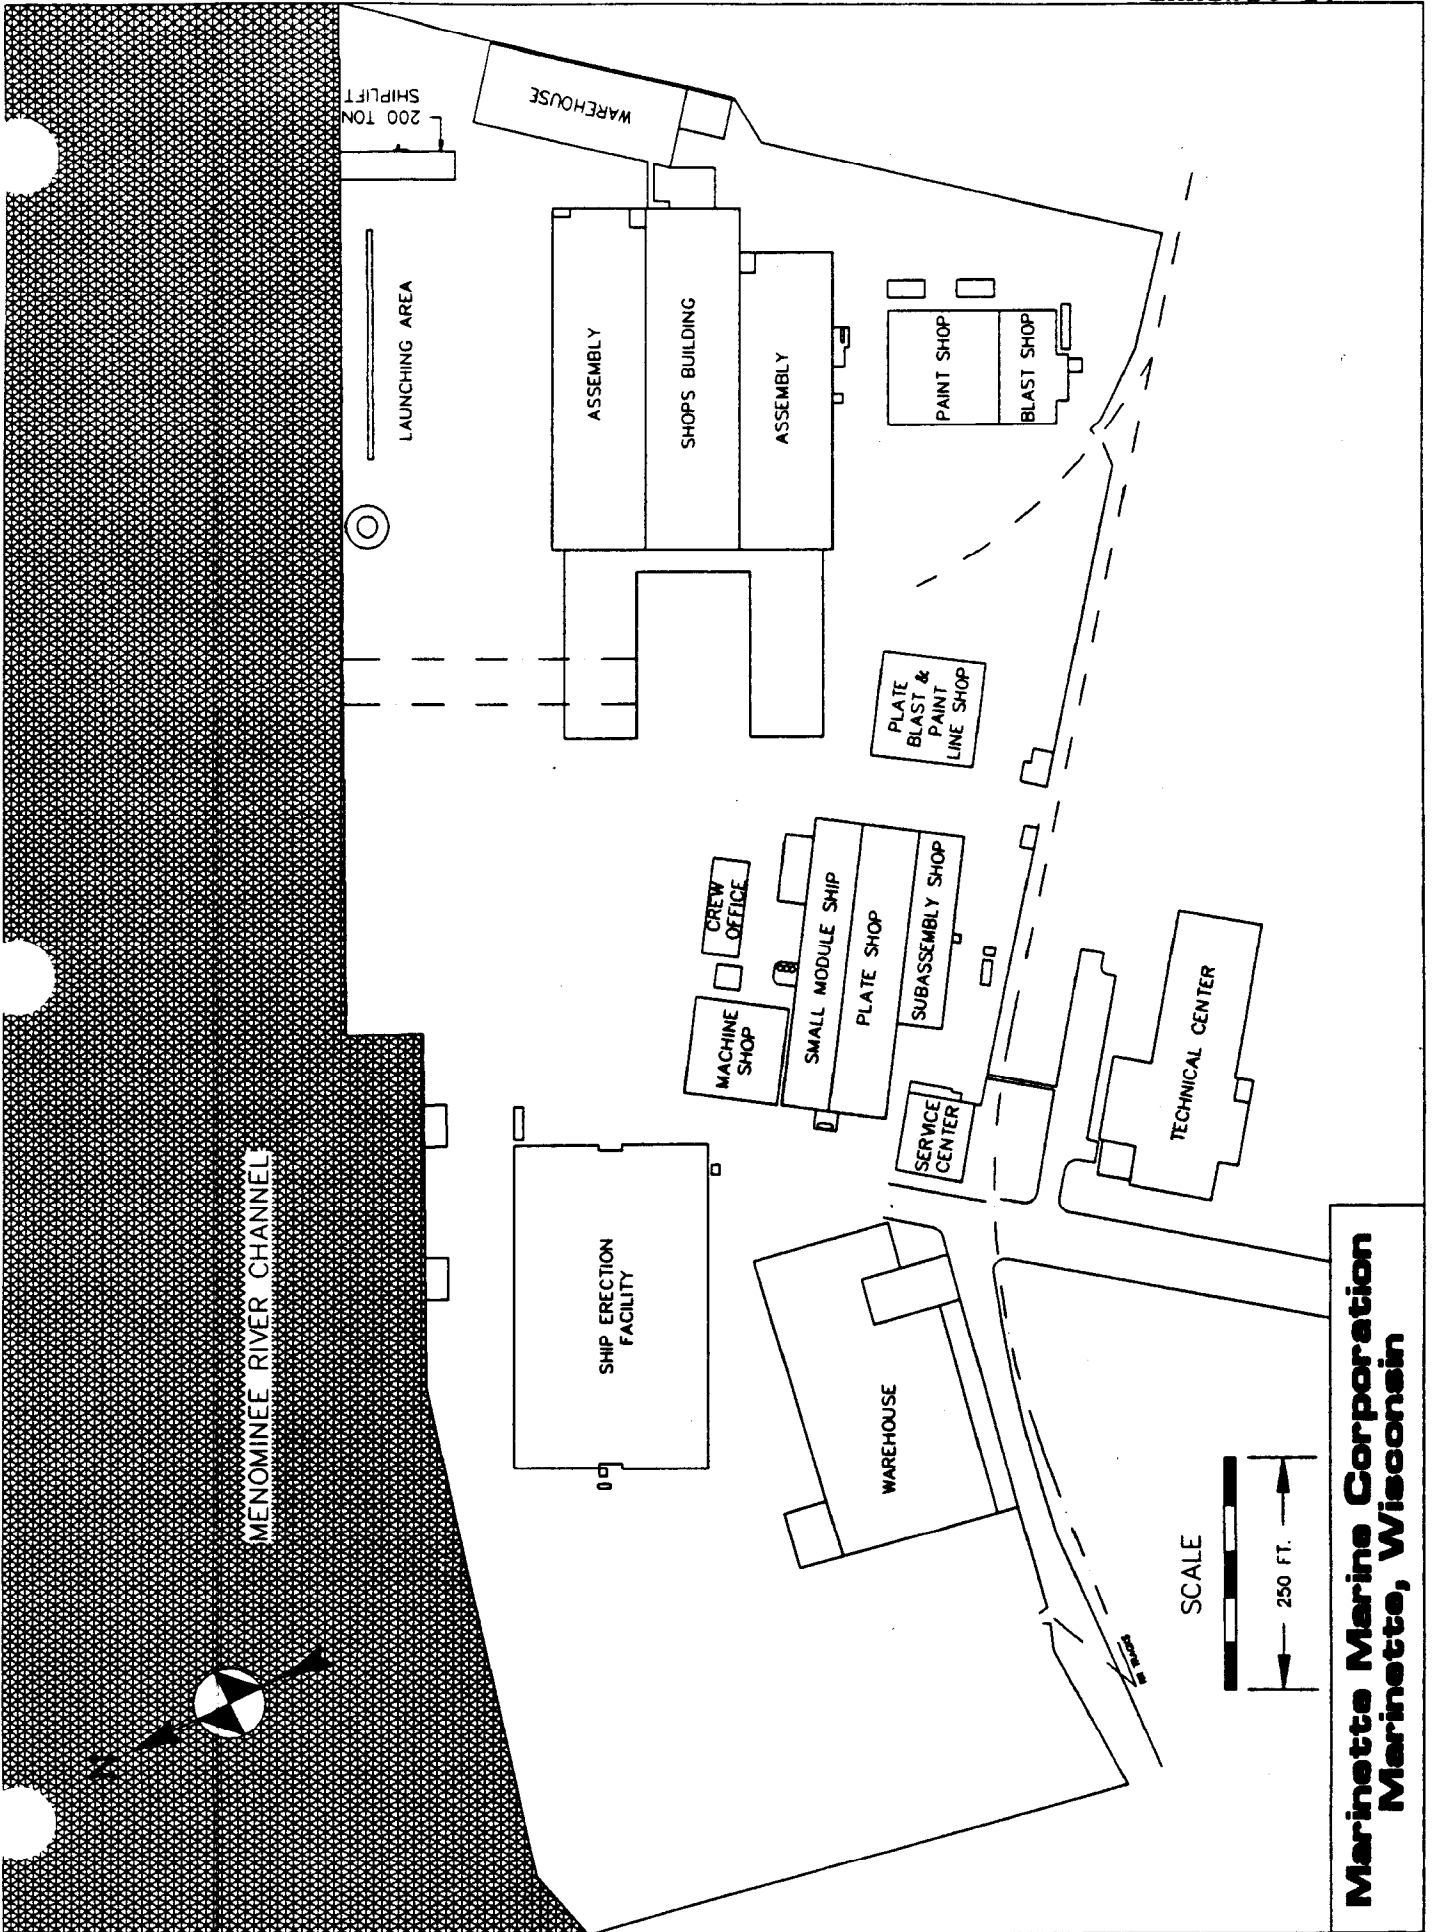 MENOMINEE RIVER CHANNEL
N
200 TON
SHIPLIFT
WAREHOUSE
LAUNCHING AREA
ASSEMBLY
SHOPS BUILDING
ASSEMBLY
PAINT SHOP
BLAST SHOP
PLATE
BLAST &
PAINT
LINE SHOP
CREW
OFFICE
MACHINE
SHOP
SMALL MODULE SHIP
PLATE SHOP
SUBASSEMBLY SHOP
SERVICE
CENTER
TECHNICAL CENTER
SHIP ERECTION
FACILITY
WAREHOUSE
RR TRACKS
SCALE
250 FT.
Marinette Marine Corporation
Marinette, Wisconsin